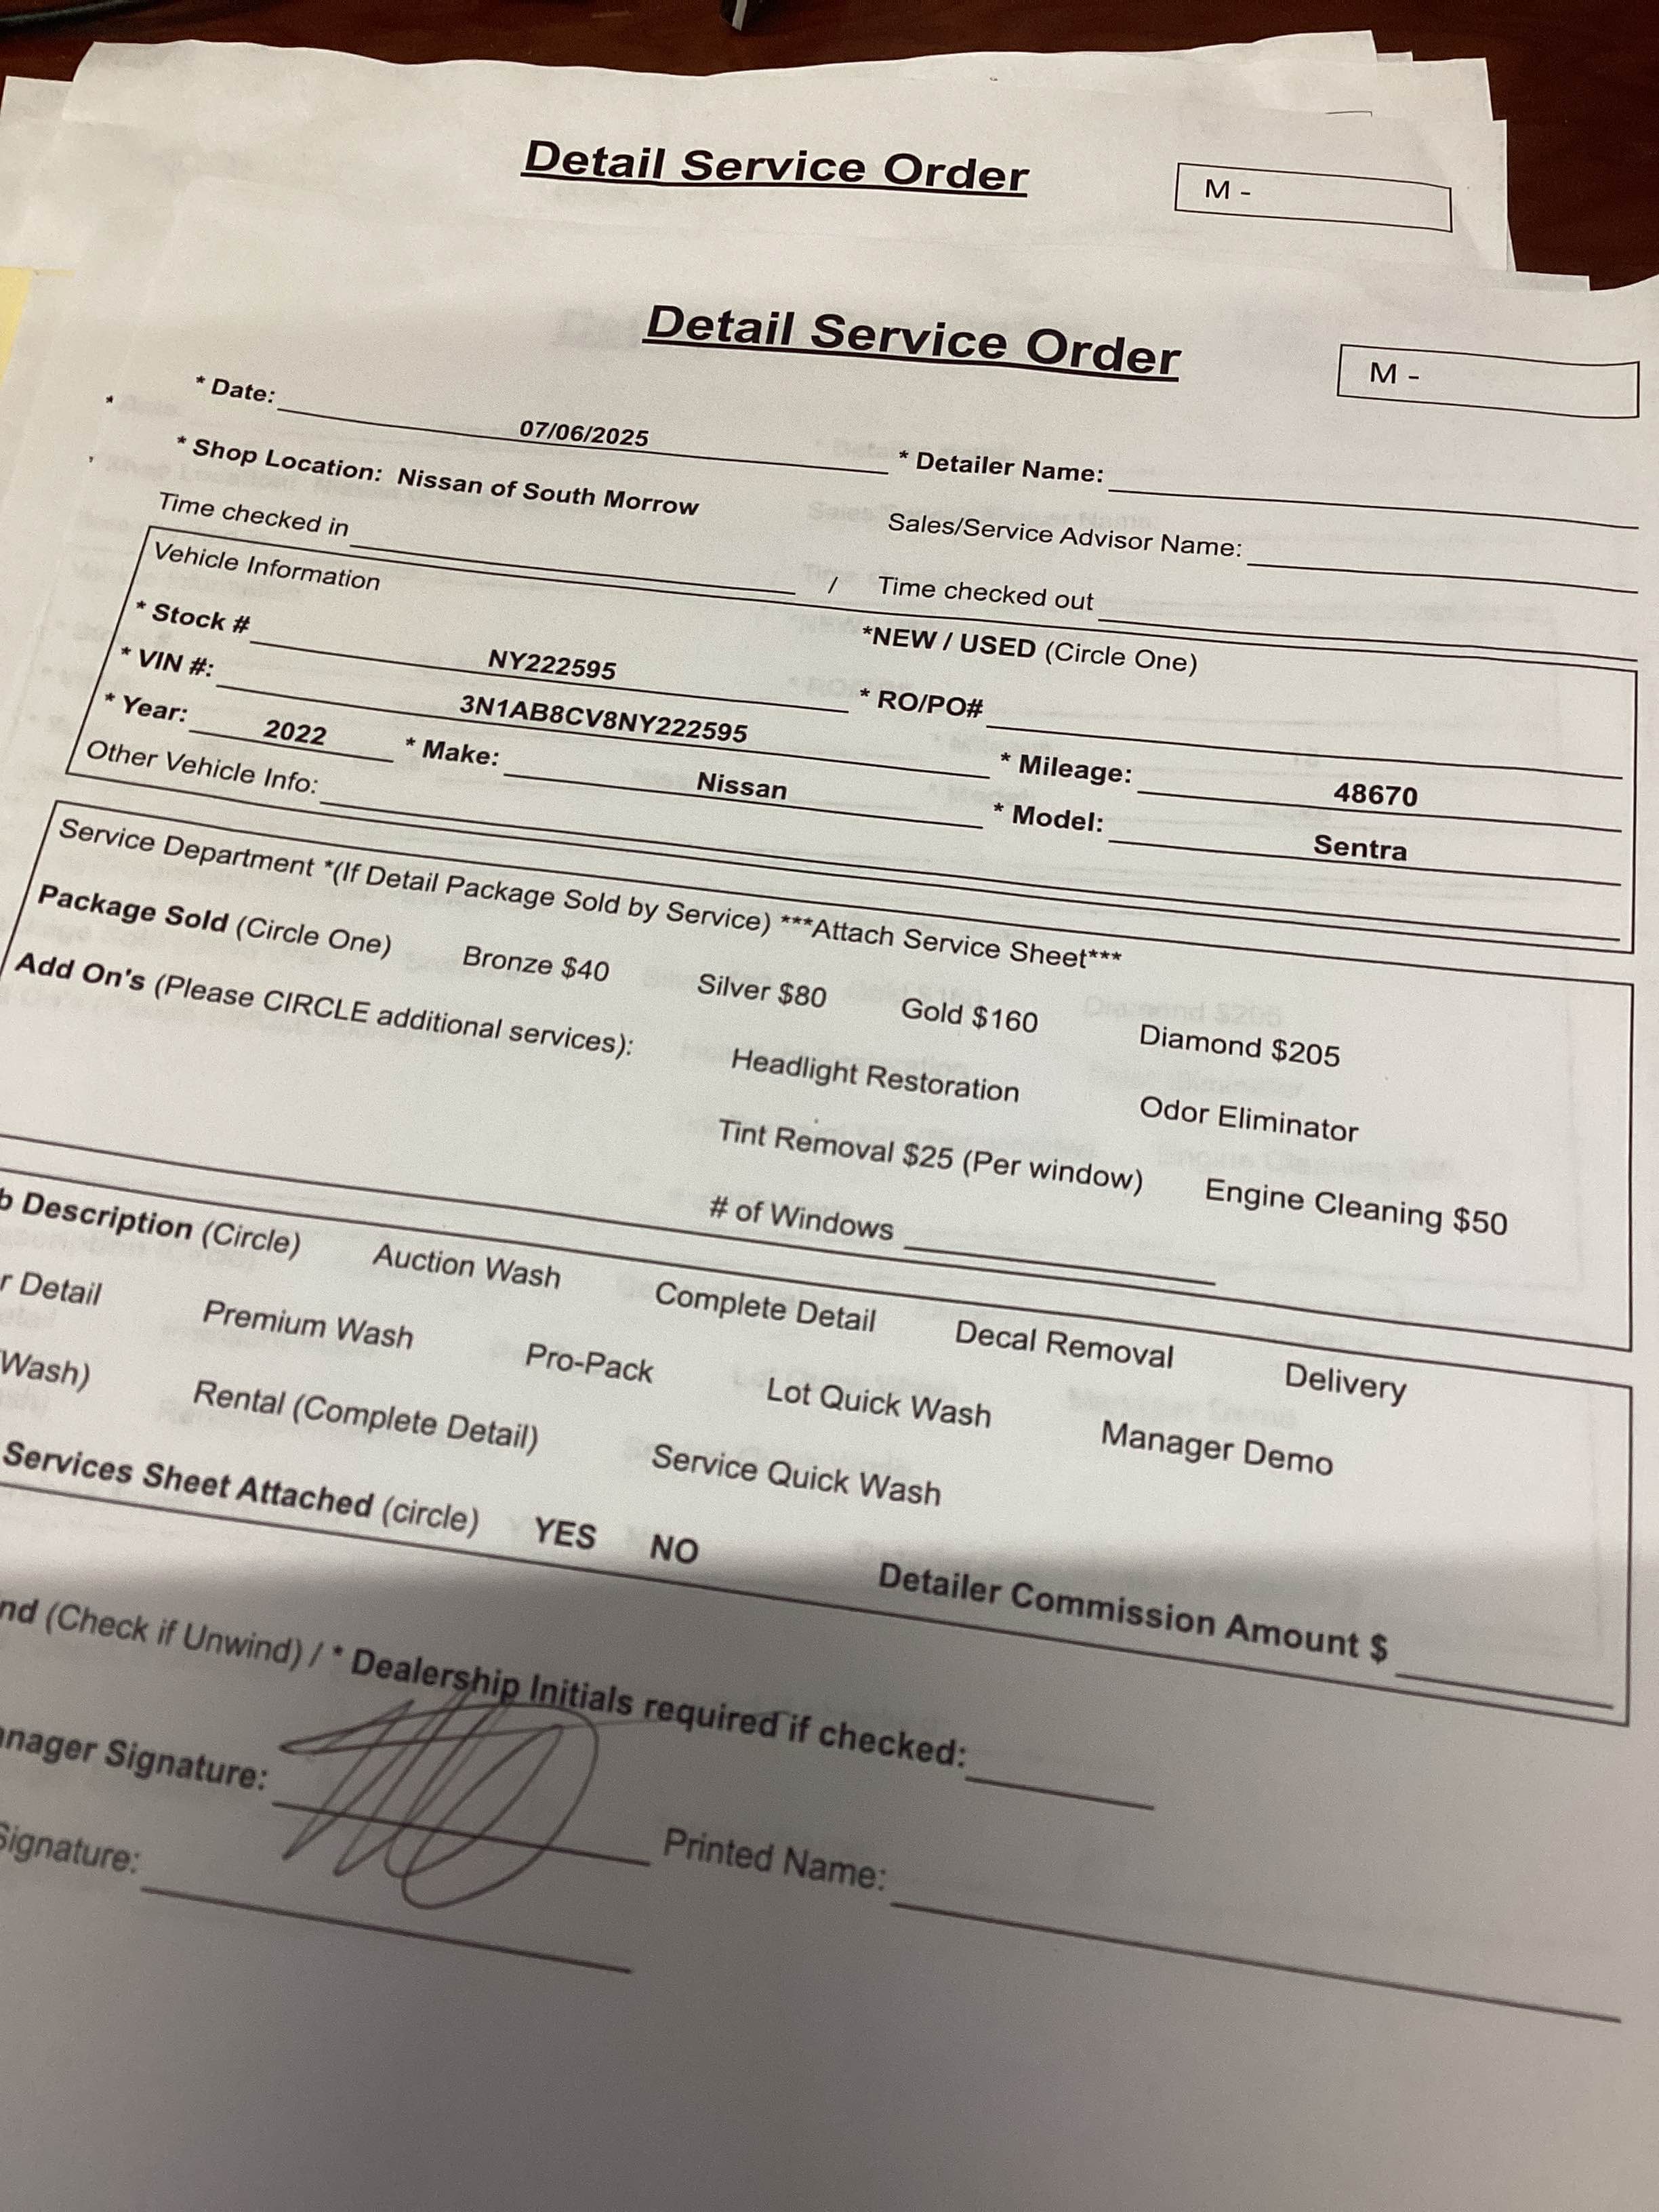 Detail Service Order
M -
Detail Service Order
M -
* Date: 07/06/2025 * Detailer Name:
* Shop Location: Nissan of South Morrow Sales/Service Advisor Name:
Time checked in / Time checked out
Vehicle Information *NEW / USED (Circle One)
* Stock # NY222595 * RO/PO#
* VIN #: 3N1AB8CV8NY222595 * Mileage: 48670
* Year: 2022 * Make: Nissan * Model: Sentra
Other Vehicle Info:
Service Department *(If Detail Package Sold by Service) ***Attach Service Sheet***
Package Sold (Circle One) Bronze $40 Silver $80 Gold $160 Diamond $205
Add On's (Please CIRCLE additional services): Headlight Restoration Odor Eliminator
Tint Removal $25 (Per window) Engine Cleaning $50
# of Windows
b Description (Circle) Auction Wash Complete Detail Decal Removal Delivery
r Detail Premium Wash Pro-Pack Lot Quick Wash Manager Demo
Wash) Rental (Complete Detail) Service Quick Wash
Services Sheet Attached (circle) YES NO Detailer Commission Amount $
nd (Check if Unwind) / * Dealership Initials required if checked:
nager Signature: Printed Name:
Signature: